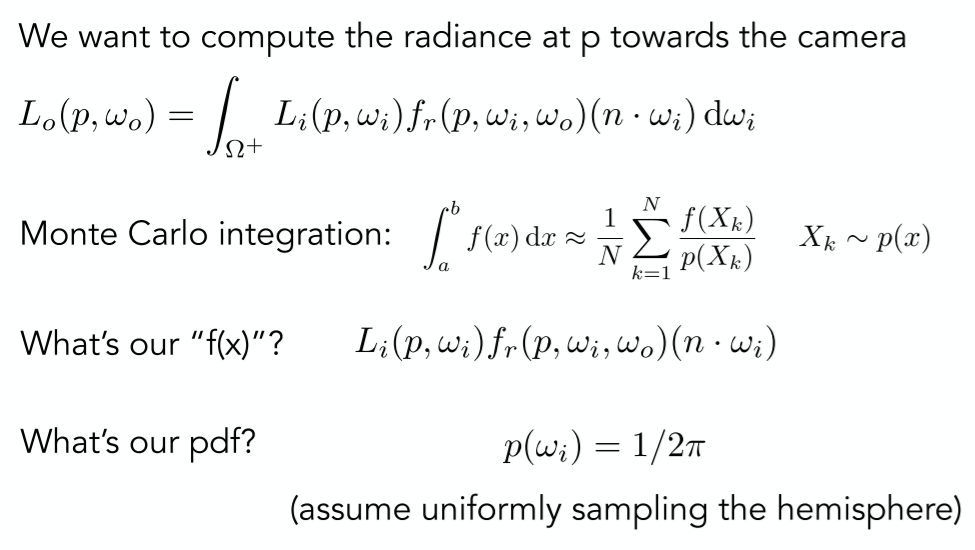 We want to compute the radiance at p towards the camera
$L_o(p, \omega_o) = \int_{\Omega^+} L_i(p, \omega_i) f_r(p, \omega_i, \omega_o)(n \cdot \omega_i) \, \mathrm{d}\omega_i$
Monte Carlo integration: $\int_a^b f(x) \, \mathrm{d}x \approx \frac{1}{N} \sum_{k=1}^{N} \frac{f(X_k)}{p(X_k)}$ $X_k \sim p(x)$
What's our "f(x)"? $L_i(p, \omega_i) f_r(p, \omega_i, \omega_o)(n \cdot \omega_i)$
What's our pdf? $p(\omega_i) = 1/2\pi$
(assume uniformly sampling the hemisphere)